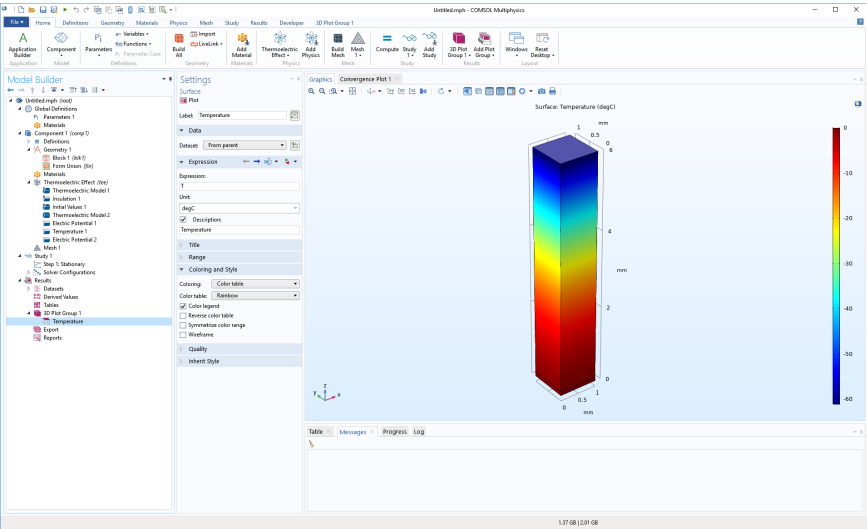 Untitled.mph - COMSOL Multiphysics
File Home Definitions Geometry Materials Physics Mesh Study Results Developer 3D Plot Group 1
Application Builder
Application
Component 1
Model
Parameters
a= Variables
f(x) Functions
Pi Parameter Case
Definitions
Build All
Import
LiveLink
Geometry
Add Material
Materials
Thermoelectric Effect
Add Physics
Physics
Build Mesh
Mesh 1
Mesh
Compute
Study 1
Add Study
Study
3D Plot Group 1
Add Plot Group
Results
Windows
Reset Desktop
Layout
Model Builder
Untitled.mph (root)
Global Definitions
Pi Parameters 1
Materials
Component 1 (comp1)
Definitions
Geometry 1
Block 1 (blk1)
Form Union (fin)
Materials
Thermoelectric Effect (tee)
Thermoelectric Model 1
Insulation 1
Initial Values 1
Thermoelectric Model 2
Electric Potential 1
Temperature 1
Electric Potential 2
Mesh 1
Study 1
Step 1: Stationary
Solver Configurations
Results
Datasets
Derived Values
Tables
3D Plot Group 1
Temperature
Export
Reports
Settings
Surface
Plot
Label: Temperature
Data
Dataset: From parent
Expression
Expression:
T
Unit:
degC
Description:
Temperature
Title
Range
Coloring and Style
Coloring: Color table
Color table: Rainbow
Color legend
Reverse color table
Symmetrize color range
Wireframe
Quality
Inherit Style
Graphics Convergence Plot 1
Surface: Temperature (degC)
mm
1
0.5
0
6
4
mm
2
0
1
0.5
0
mm
z
y
x
0
-10
-20
-30
-40
-50
-60
Table Messages Progress Log
1.37 GB | 2.01 GB